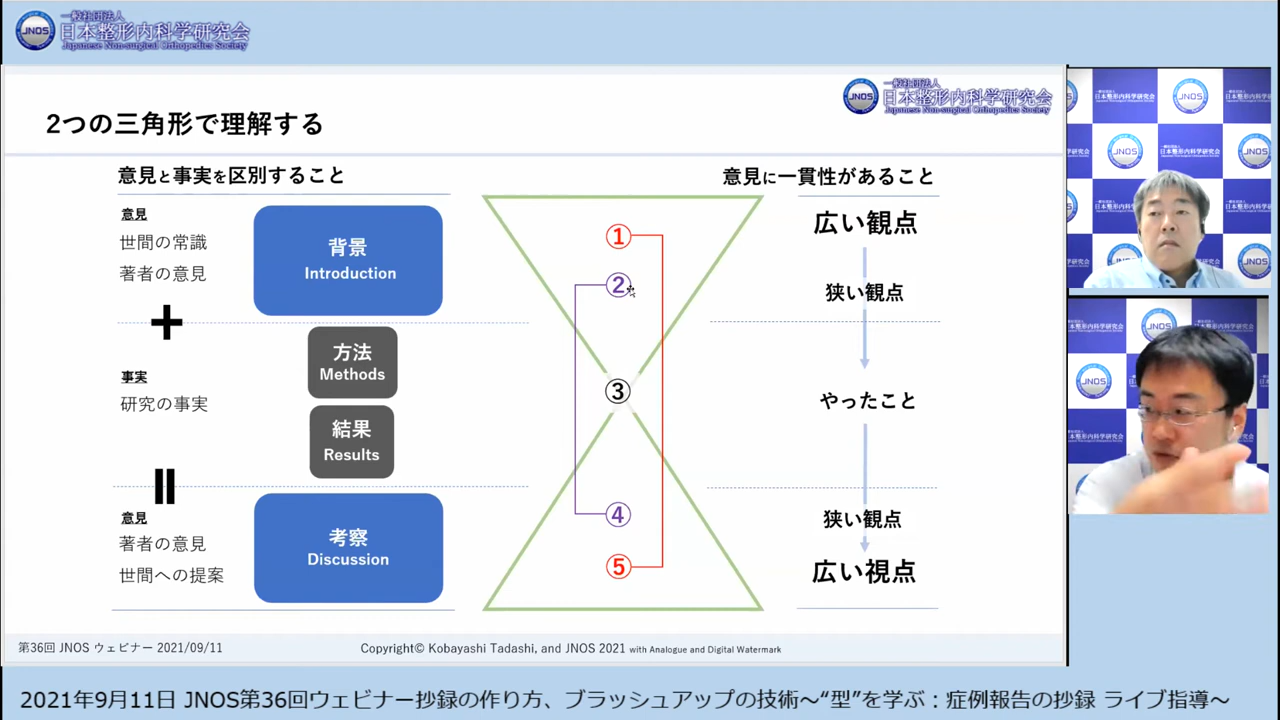 一般社団法人
日本整形内科学研究会
Japanese Non-surgical Orthopedics Society
JNOS
一般社団法人
日本整形内科学研究会
Japanese Non-surgical Orthopedics Society
JNOS
2つの三角形で理解する
意見と事実を区別すること
意見に一貫性があること
意見
世間の常識
著者の意見
背景
Introduction
①
②
広い観点
狭い観点
+
事実
研究の事実
方法
Methods
結果
Results
③
やったこと
=
意見
著者の意見
世間への提案
考察
Discussion
④
⑤
狭い観点
広い視点
第36回 JNOS ウェビナー 2021/09/11
Copyright© Kobayashi Tadashi, and JNOS 2021 with Analogue and Digital Watermark
2021年9月11日 JNOS第36回ウェビナー抄録の作り方、ブラッシュアップの技術～“型”を学ぶ：症例報告の抄録 ライブ指導～